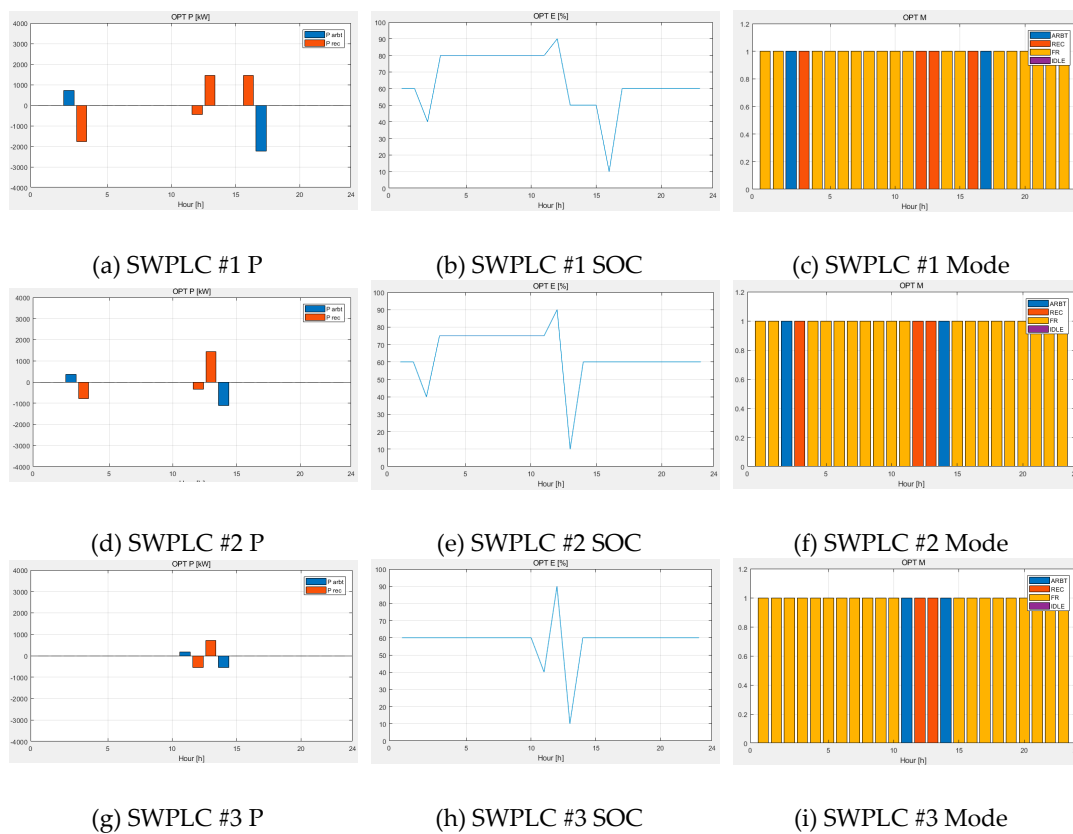 OPT P [kW]
4000
3000
2000
1000
0
-1000
-2000
-3000
-4000
0 5 10 15 20 24
Hour [h]
P arbt
P rec
OPT E [%]
100
90
80
70
60
50
40
30
20
10
0
0 5 10 15 20 24
Hour [h]
OPT M
1.2
1
0.8
0.6
0.4
0.2
0
0 5 10 15 20 24
Hour [h]
ARBT
REC
FR
IDLE
(a) SWPLC #1 P
(b) SWPLC #1 SOC
(c) SWPLC #1 Mode
OPT P [kW]
4000
3000
2000
1000
0
-1000
-2000
-3000
-4000
0 5 10 15 20 24
P arbt
P rec
OPT E [%]
100
90
80
70
60
50
40
30
20
10
0
0 5 10 15 20 24
Hour [h]
OPT M
1.2
1
0.8
0.6
0.4
0.2
0
0 5 10 15 20
Hour [h]
ARBT
REC
FR
IDLE
(d) SWPLC #2 P
(e) SWPLC #2 SOC
(f) SWPLC #2 Mode
OPT P [kW]
4000
3000
2000
1000
0
-1000
-2000
-3000
-4000
0 5 10 15 20 24
Hour [h]
P arbt
P rec
OPT E [%]
100
90
80
70
60
50
40
30
20
10
0
0 5 10 15 20 24
Hour [h]
OPT M
1.2
1
0.8
0.6
0.4
0.2
0
0 5 10 15 20
Hour [h]
ARBT
REC
FR
IDLE
(g) SWPLC #3 P
(h) SWPLC #3 SOC
(i) SWPLC #3 Mode